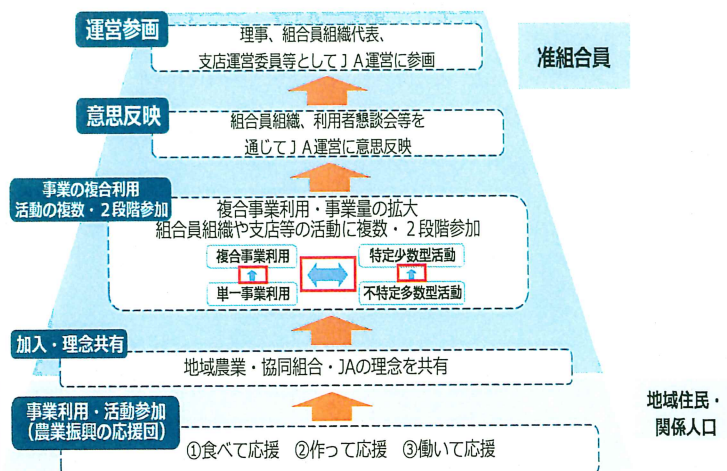 運営参画
理事、組合員組織代表、
支店運営委員等としてJA運営に参画
准組合員
意思反映
組合員組織、利用者懇談会等を
通じてJA運営に意思反映
事業の複合利用
活動の複数・2段階参加
複合事業利用・事業量の拡大
組合員組織や支店等の活動に複数・2段階参加
複合事業利用
特定少数型活動
単一事業利用
不特定多数型活動
加入・理念共有
地域農業・協同組合・JAの理念を共有
事業利用・活動参加
(農業振興の応援団)
①食べて応援 ②作って応援 ③働いて応援
地域住民・
関係人口